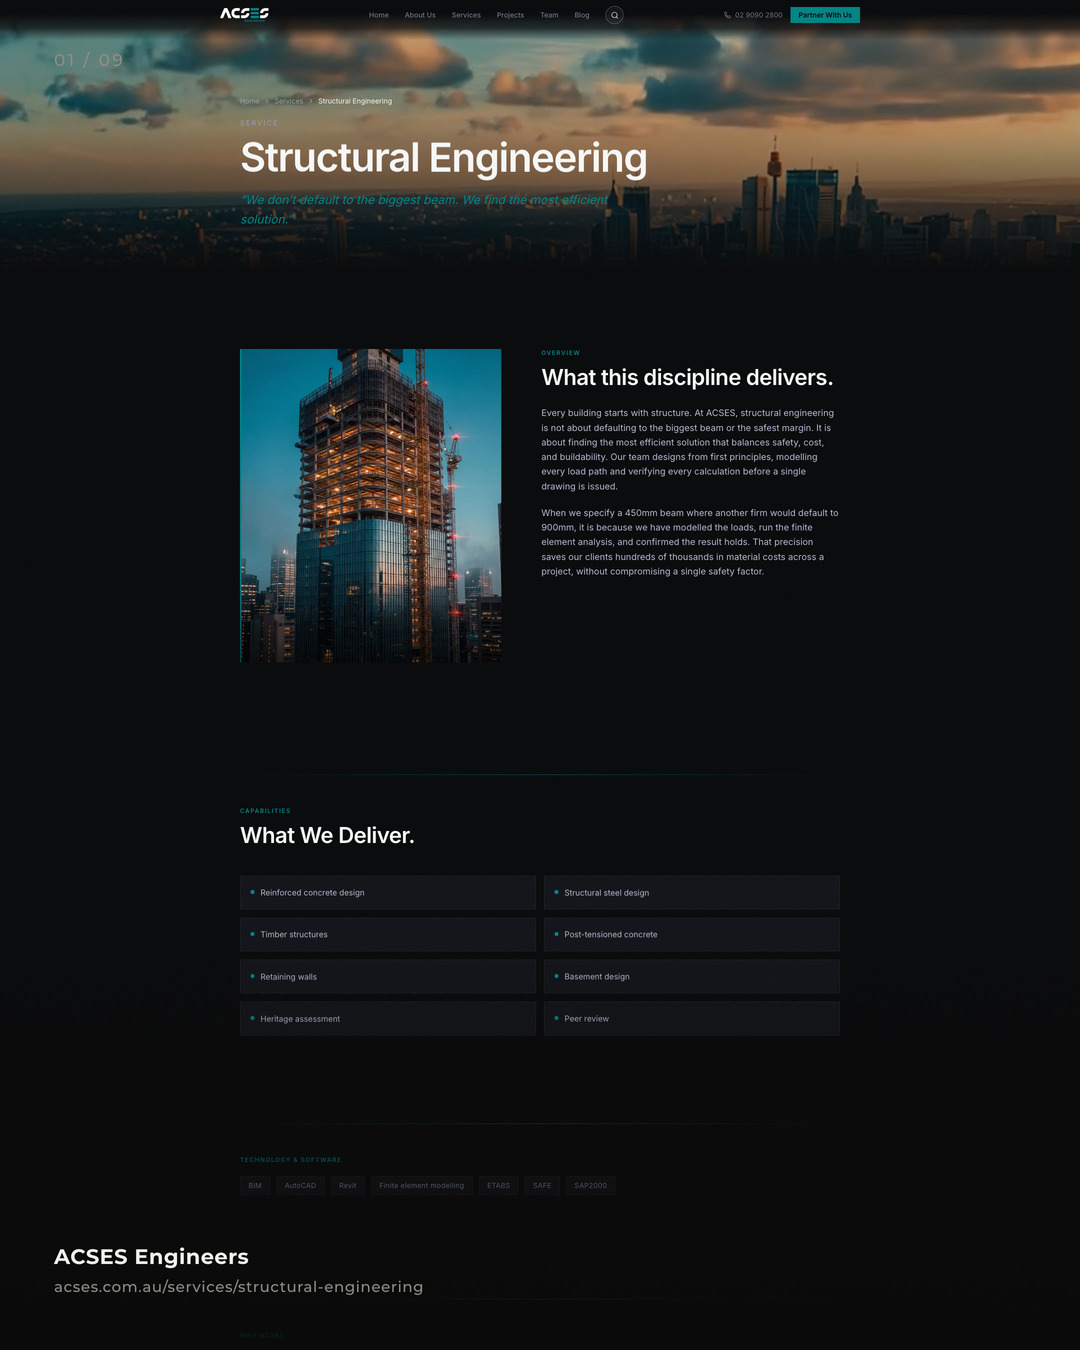 ACSES
Home About Us Services Projects Team Blog
02 9090 2800
Partner With Us
01 / 09
Home > Services > Structural Engineering
SERVICE
Structural Engineering
"We don't default to the biggest beam. We find the most efficient
solution."
OVERVIEW
What this discipline delivers.
Every building starts with structure. At ACSES, structural engineering
is not about defaulting to the biggest beam or the safest margin. It is
about finding the most efficient solution that balances safety, cost,
and buildability. Our team designs from first principles, modelling
every load path and verifying every calculation before a single
drawing is issued.
When we specify a 450mm beam where another firm would default to
900mm, it is because we have modelled the loads, run the finite
element analysis, and confirmed the result holds. That precision
saves our clients hundreds of thousands in material costs across a
project, without compromising a single safety factor.
CAPABILITIES
What We Deliver.
Reinforced concrete design
Structural steel design
Timber structures
Post-tensioned concrete
Retaining walls
Basement design
Heritage assessment
Peer review
TECHNOLOGY & SOFTWARE
BIM AutoCAD Revit Finite element modelling ETABS SAFE SAP2000
ACSES Engineers
acses.com.au/services/structural-engineering
WHY ACSES